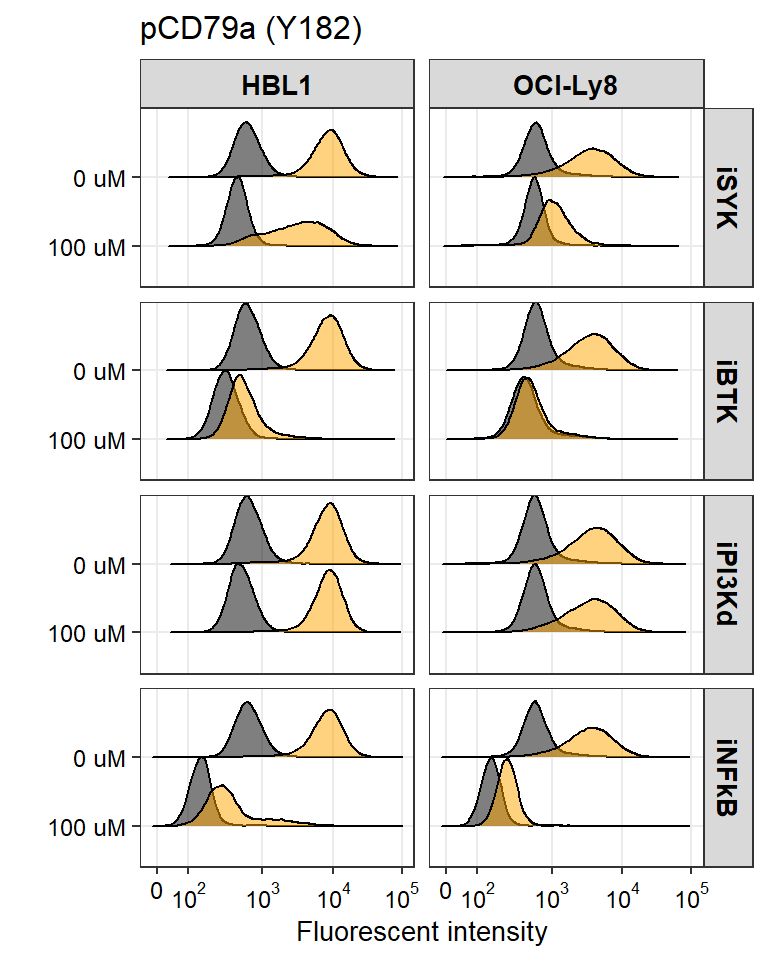 pCD79a (Y182)
HBL1
OCI-Ly8
0 uM
100 uM
iSYK
0 uM
100 uM
iBTK
0 uM
100 uM
iPI3Kd
0 uM
100 uM
iNFkB
0 10² 10³ 10⁴ 10⁵
0 10² 10³ 10⁴ 10⁵
Fluorescent intensity